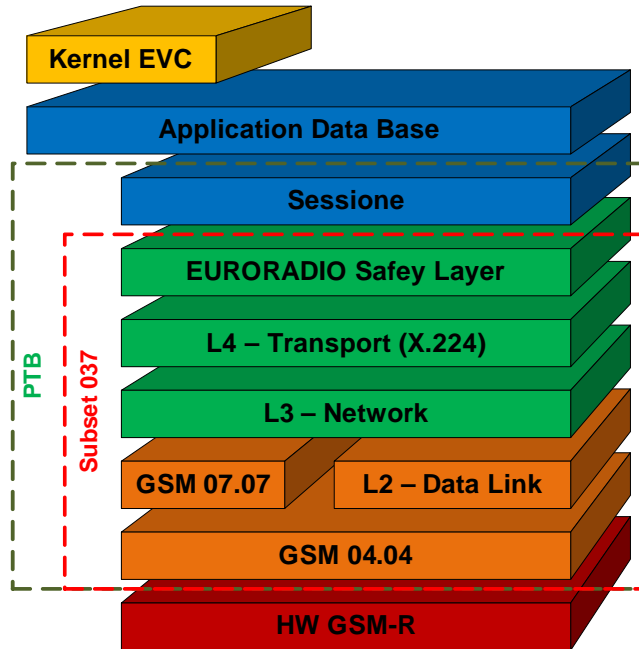 Kernel EVC
Application Data Base
Sessione
EURORADIO Safey Layer
L4 – Transport (X.224)
L3 – Network
GSM 07.07
L2 – Data Link
GSM 04.04
HW GSM-R
PTB
Subset 037